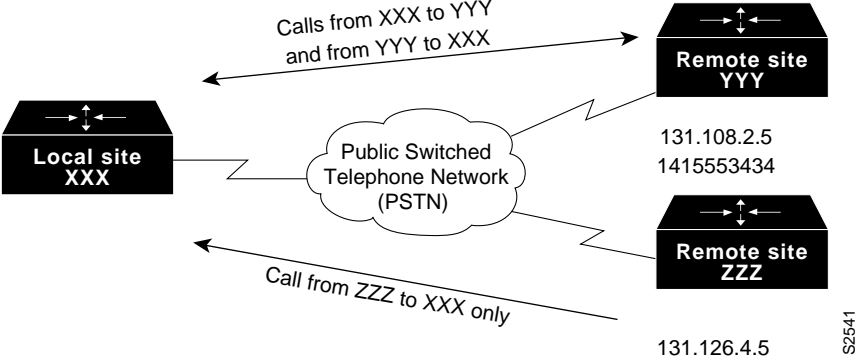 Calls from XXX to YYY
and from YYY to XXX
Remote site
YYY
131.108.2.5
1415553434
Local site
XXX
Public Switched
Telephone Network
(PSTN)
Remote site
ZZZ
Call from ZZZ to XXX only
131.126.4.5
S2541